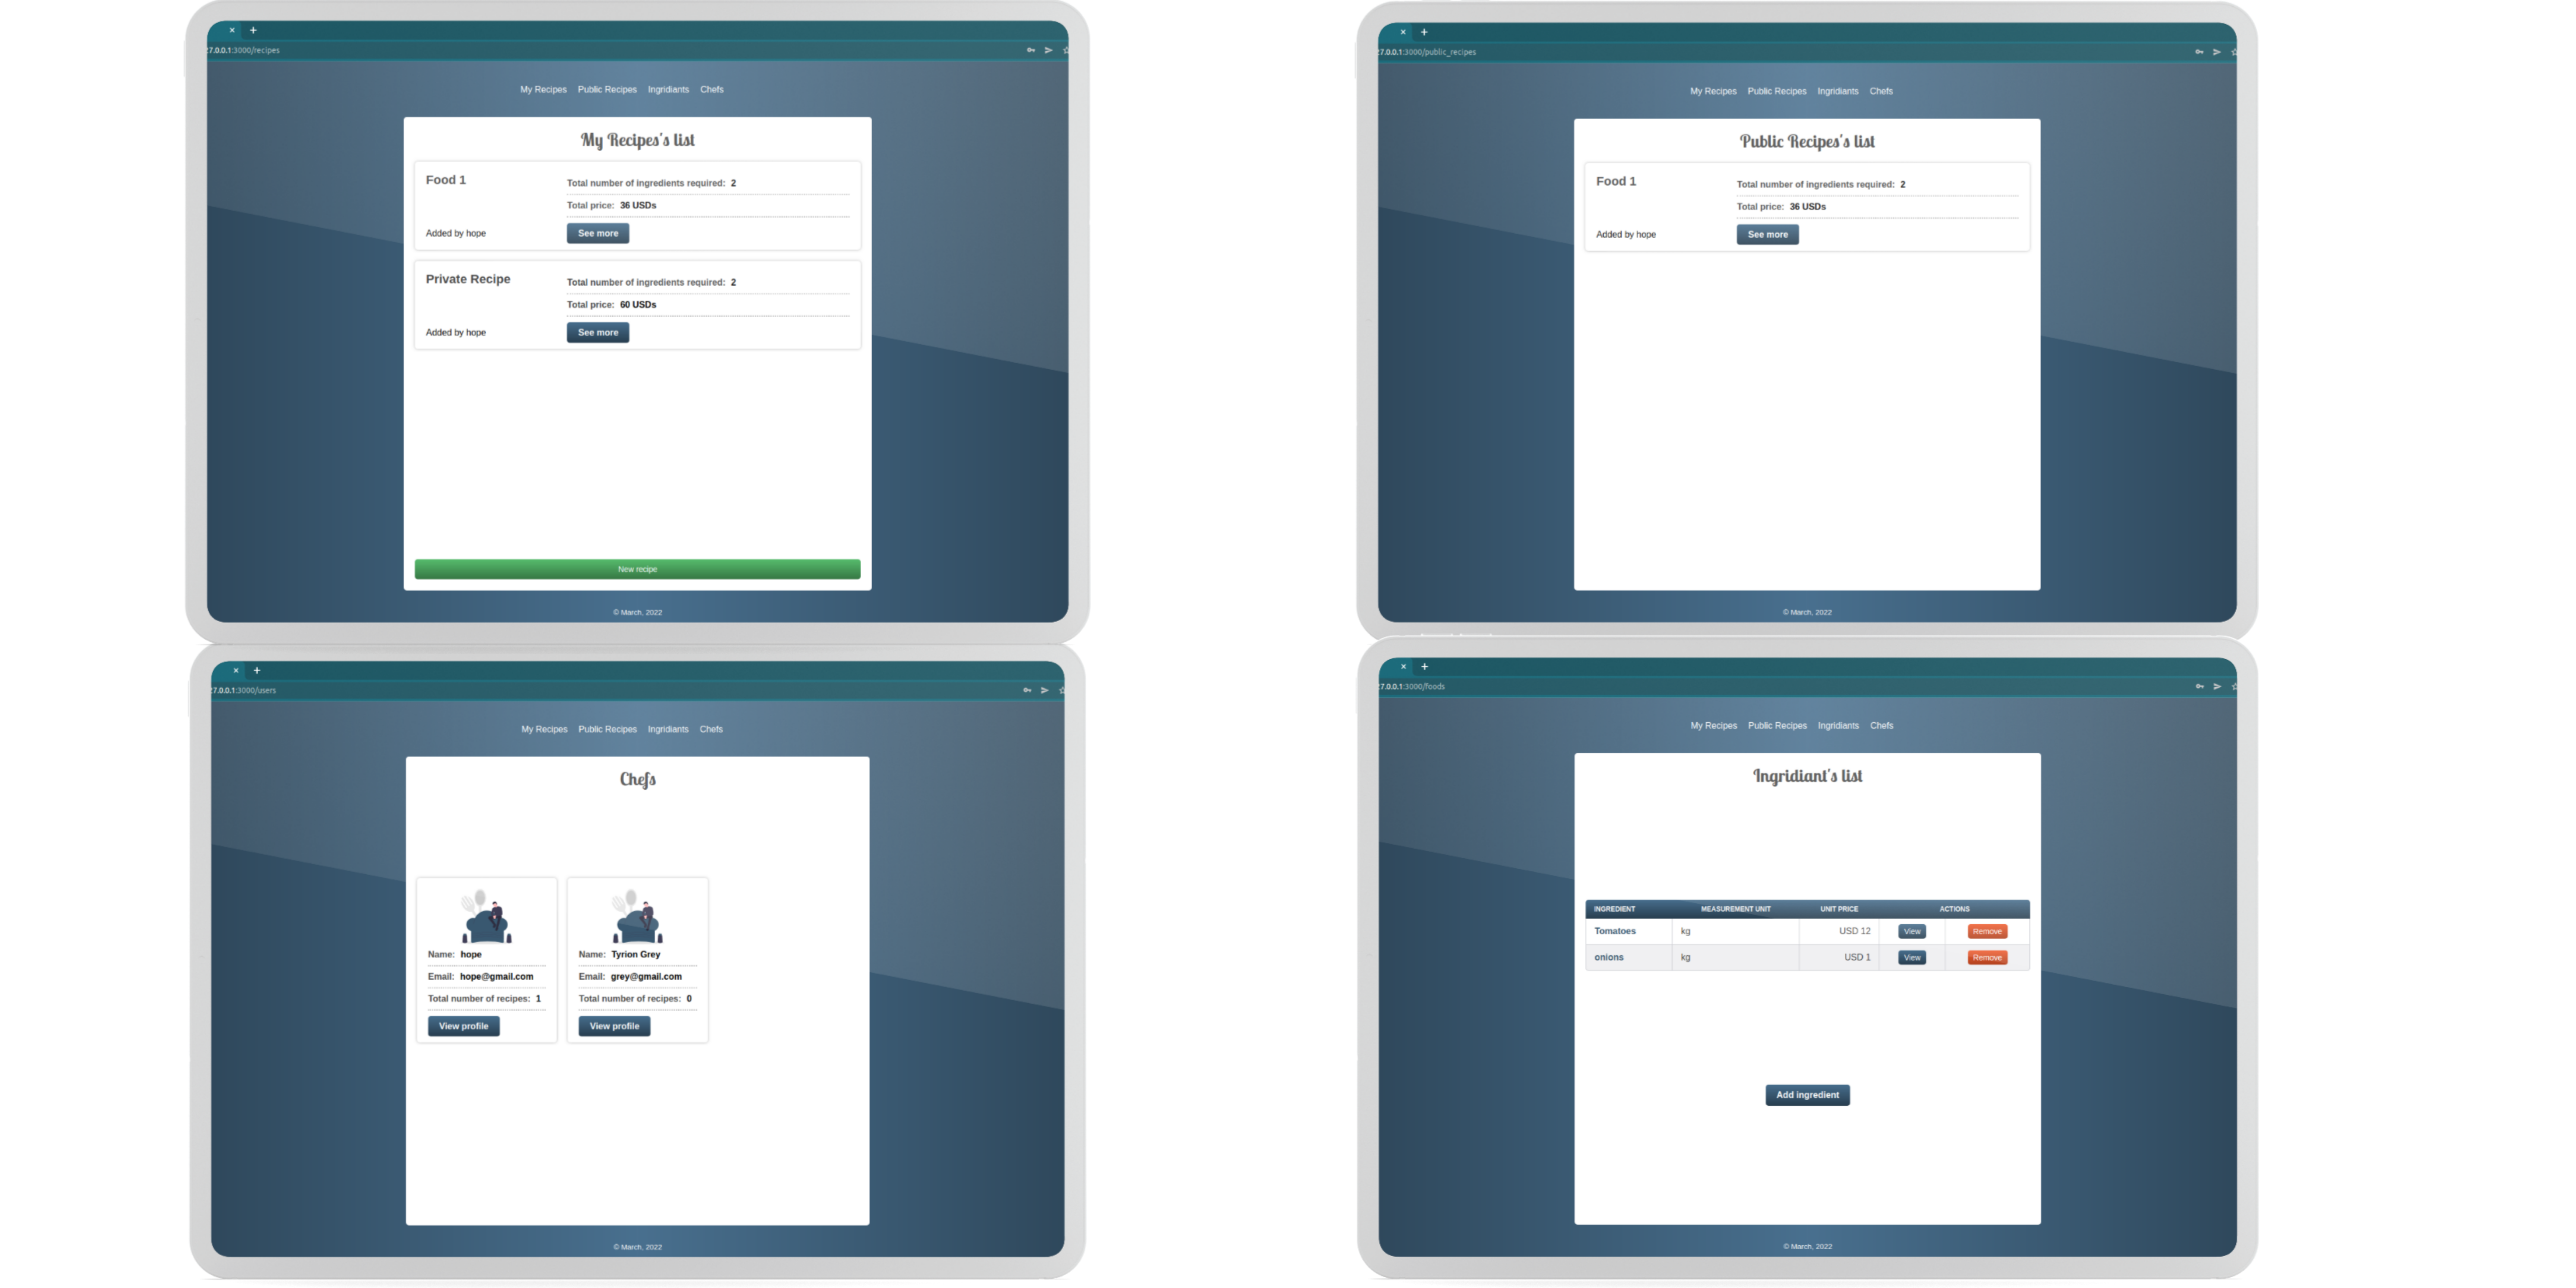 × +
27.0.0.1:3000/recipes
My Recipes Public Recipes Ingridiants Chefs
My Recipes's list
Food 1
Total number of ingredients required: 2
Total price: 36 USDs
Added by hope
See more
Private Recipe
Total number of ingredients required: 2
Total price: 60 USDs
Added by hope
See more
New recipe
© March, 2022
× +
27.0.0.1:3000/public_recipes
My Recipes Public Recipes Ingridiants Chefs
Public Recipes's list
Food 1
Total number of ingredients required: 2
Total price: 36 USDs
Added by hope
See more
© March, 2022
× +
27.0.0.1:3000/users
My Recipes Public Recipes Ingridiants Chefs
Chefs
Name: hope
Email: hope@gmail.com
Total number of recipes: 1
View profile
Name: Tyrion Grey
Email: grey@gmail.com
Total number of recipes: 0
View profile
© March, 2022
× +
27.0.0.1:3000/foods
My Recipes Public Recipes Ingridiants Chefs
Ingridiant's list
INGREDIENT MEASUREMENT UNIT UNIT PRICE ACTIONS
Tomatoes kg USD 12 View Remove
onions kg USD 1 View Remove
Add ingredient
© March, 2022